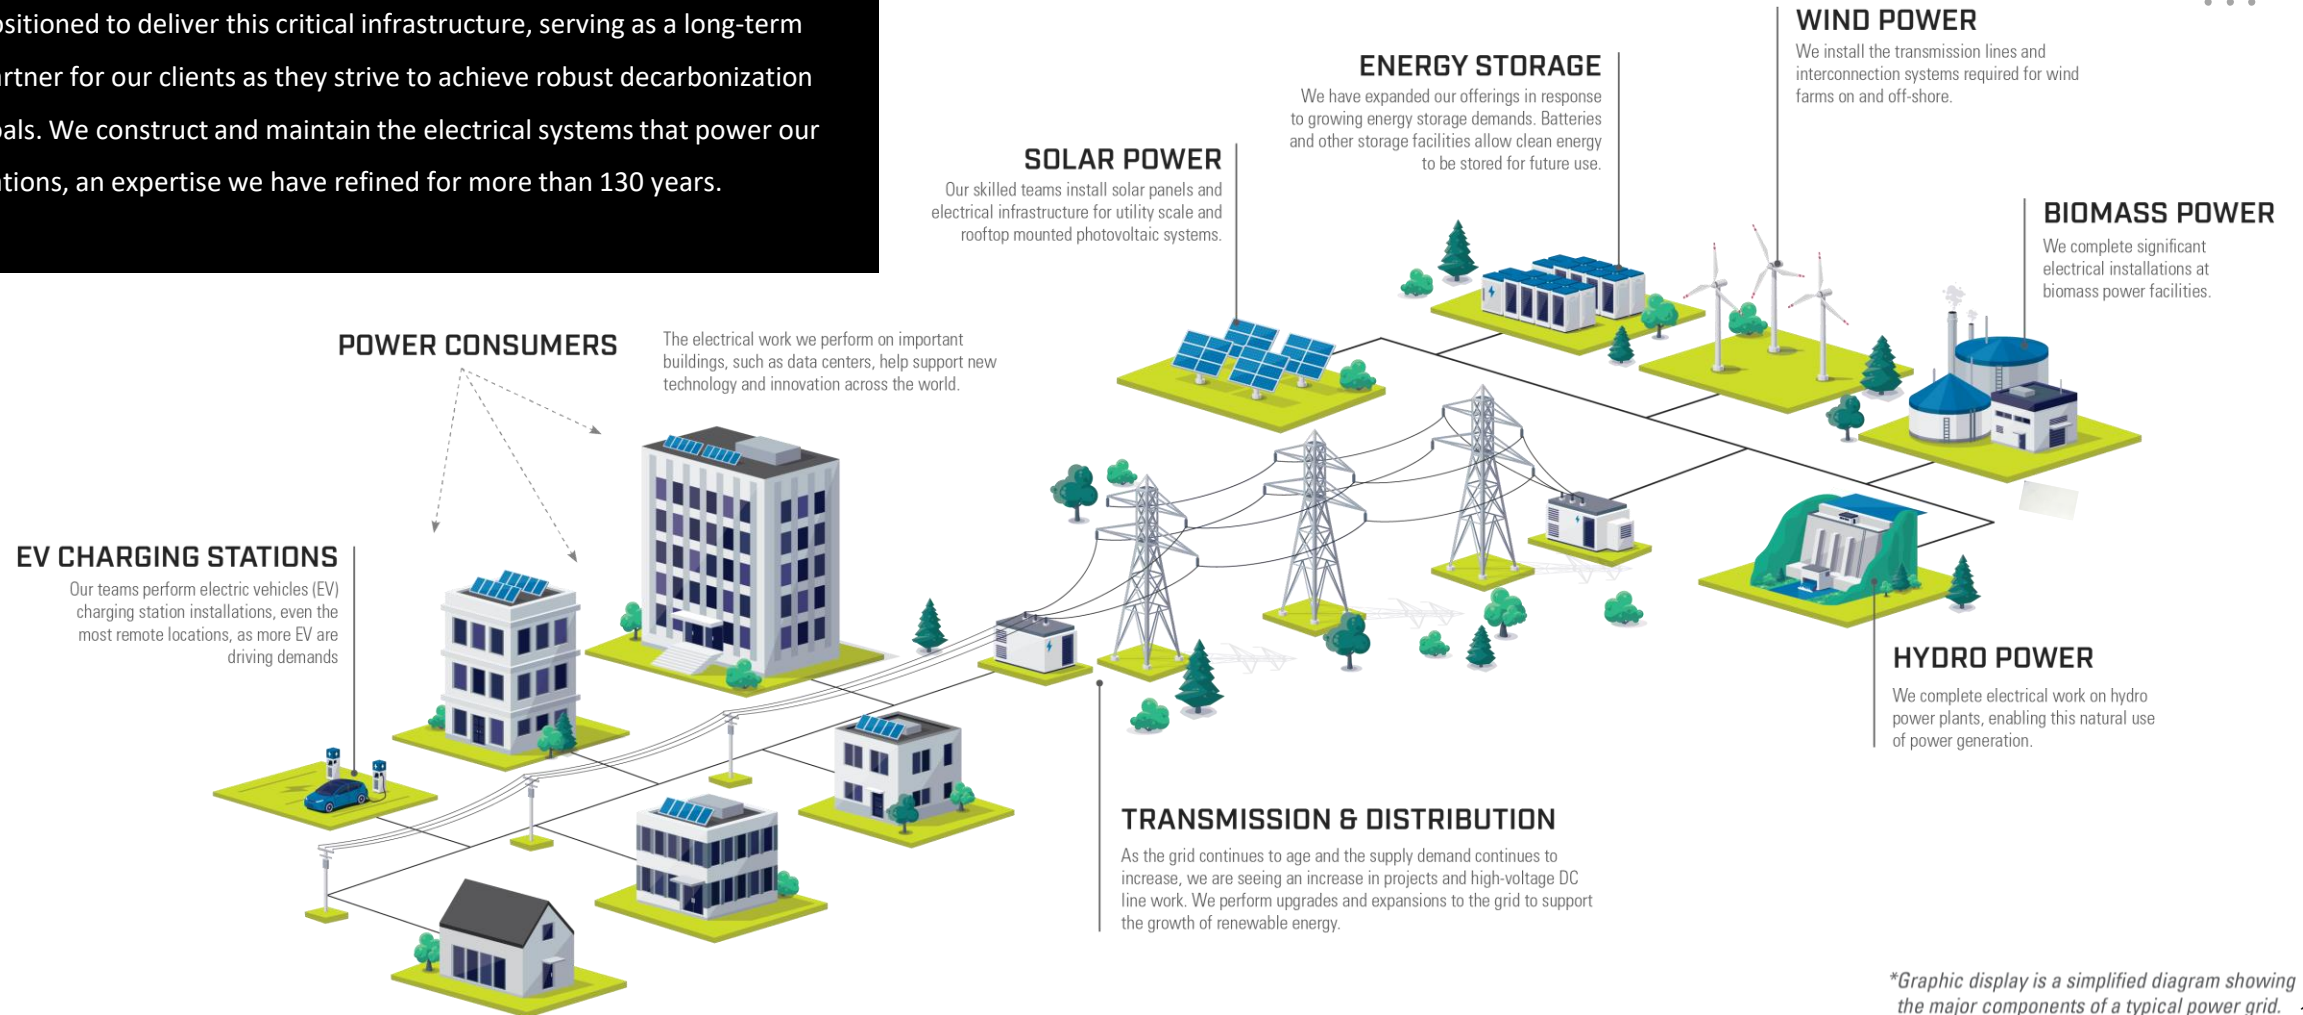 to deliver this critical infrastructure, serving as a long-term
for our clients as they strive to achieve robust decarbonization
We construct and maintain the electrical systems that power our
an expertise we have refined for more than 130 years.
WIND POWER
We install the transmission lines and
interconnection systems required for wind
farms on and off-shore.
ENERGY STORAGE
We have expanded our offerings in response
to growing energy storage demands. Batteries
and other storage facilities allow clean energy
to be stored for future use.
SOLAR POWER
Our skilled teams install solar panels and
electrical infrastructure for utility scale and
rooftop mounted photovoltaic systems.
BIOMASS POWER
We complete significant
electrical installations at
biomass power facilities.
POWER CONSUMERS
The electrical work we perform on important
buildings, such as data centers, help support new
technology and innovation across the world.
EV CHARGING STATIONS
Our teams perform electric vehicles (EV)
charging station installations, even the
most remote locations, as more EV are
driving demands
HYDRO POWER
We complete electrical work on hydro
power plants, enabling this natural use
of power generation.
TRANSMISSION & DISTRIBUTION
As the grid continues to age and the supply demand continues to
increase, we are seeing an increase in projects and high-voltage DC
line work. We perform upgrades and expansions to the grid to support
the growth of renewable energy.
*Graphic display is a simplified diagram showing
the major components of a typical power grid.